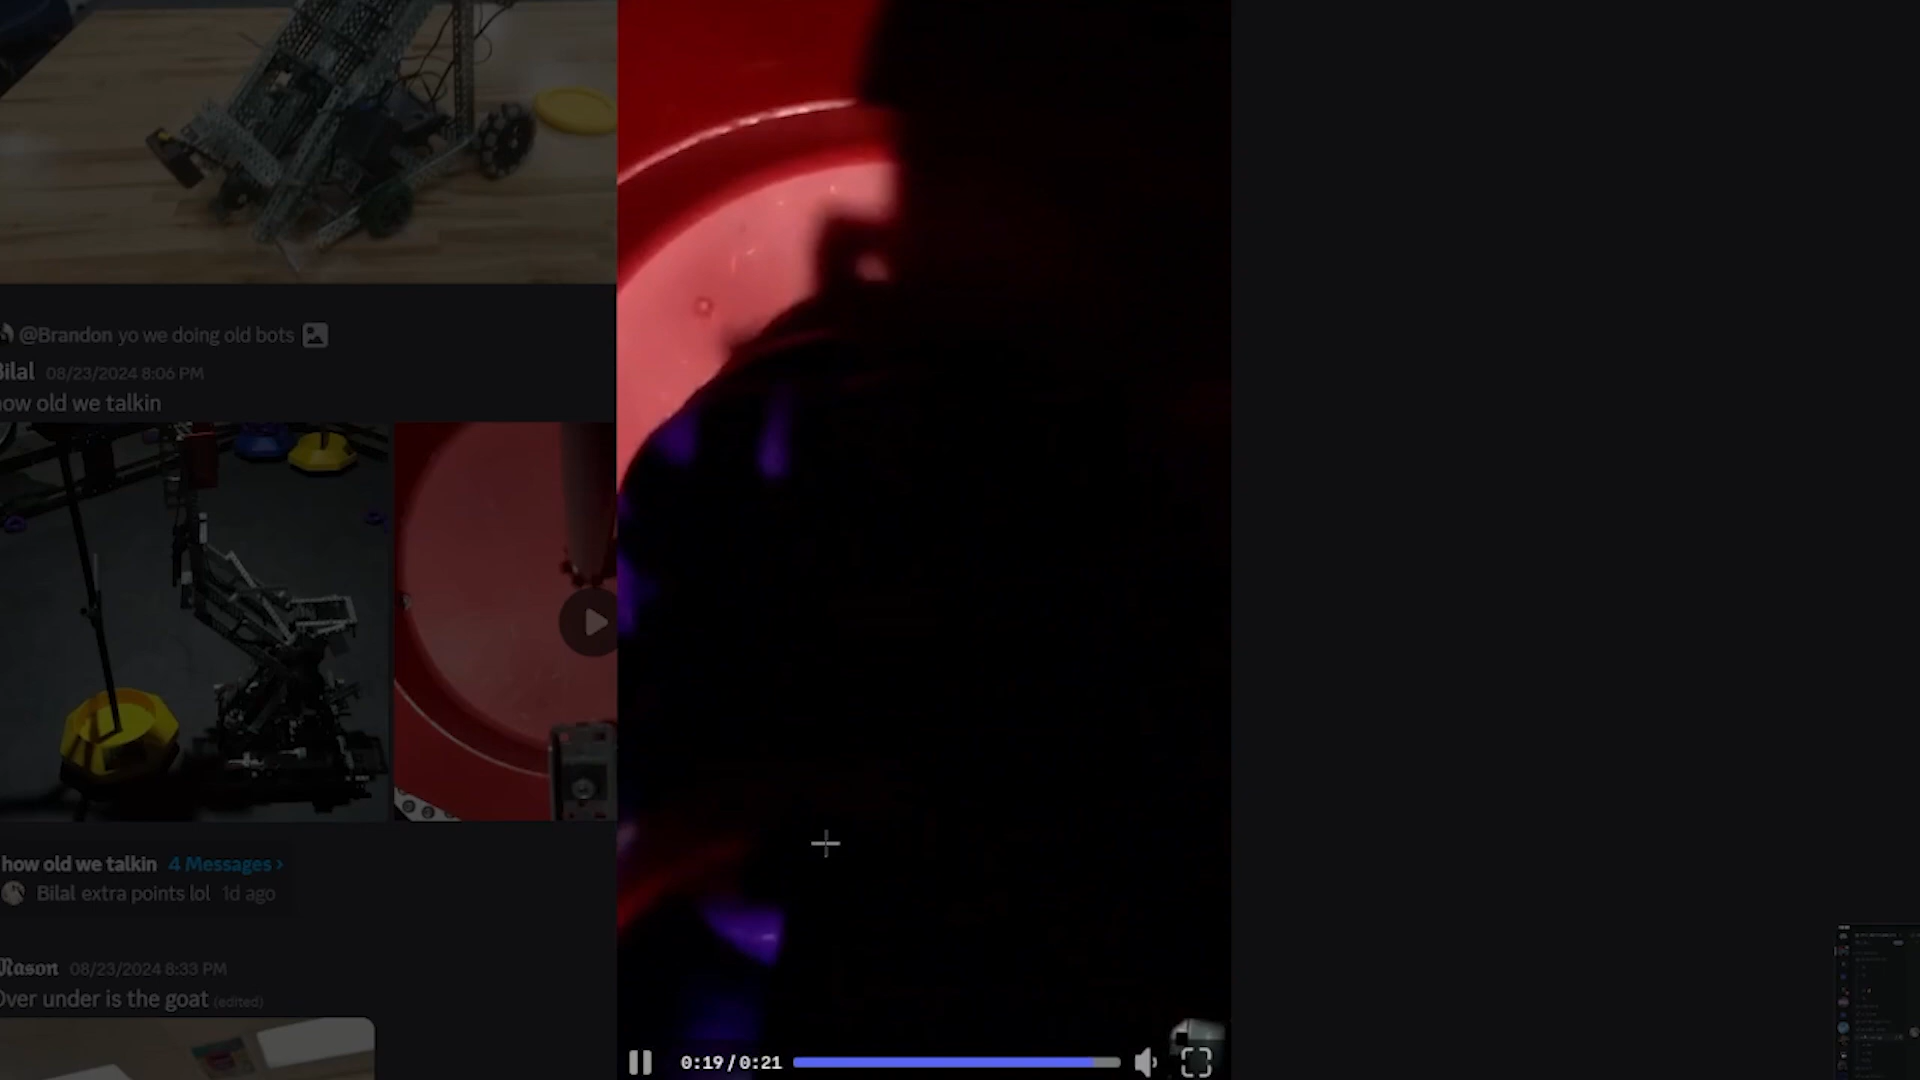 @Brandon yo we doing old bots
Bilal 08/23/2024 8:06 PM
how old we talkin
how old we talkin 4 Messages ›
Bilal extra points lol 1d ago
Mason 08/23/2024 8:33 PM
Over under is the goat (edited)
0:19/0:21